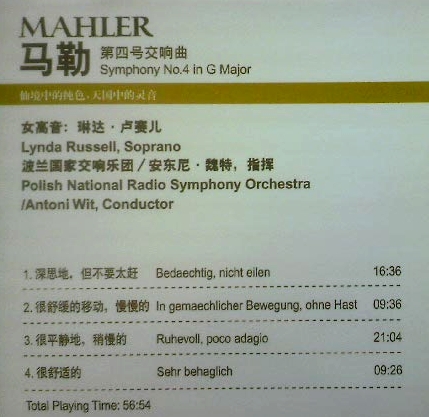 MAHLER
马勒 第四号交响曲
Symphony No.4 in G Major
仙境中的纯色，天国中的灵音
女高音：琳达·卢赛儿
Lynda Russell, Soprano
波兰国家交响乐团／安东尼·魏特，指挥
Polish National Radio Symphony Orchestra
/Antoni Wit, Conductor
1. 深思地，但不要太赶 Bedaechtig, nicht eilen 16:36
2. 很舒缓的移动，慢慢的 In gemaechlicher Bewegung, ohne Hast 09:36
3. 很平静地，稍慢的 Ruhevoll, poco adagio 21:04
4. 很舒适的 Sehr behaglich 09:26
Total Playing Time: 56:54